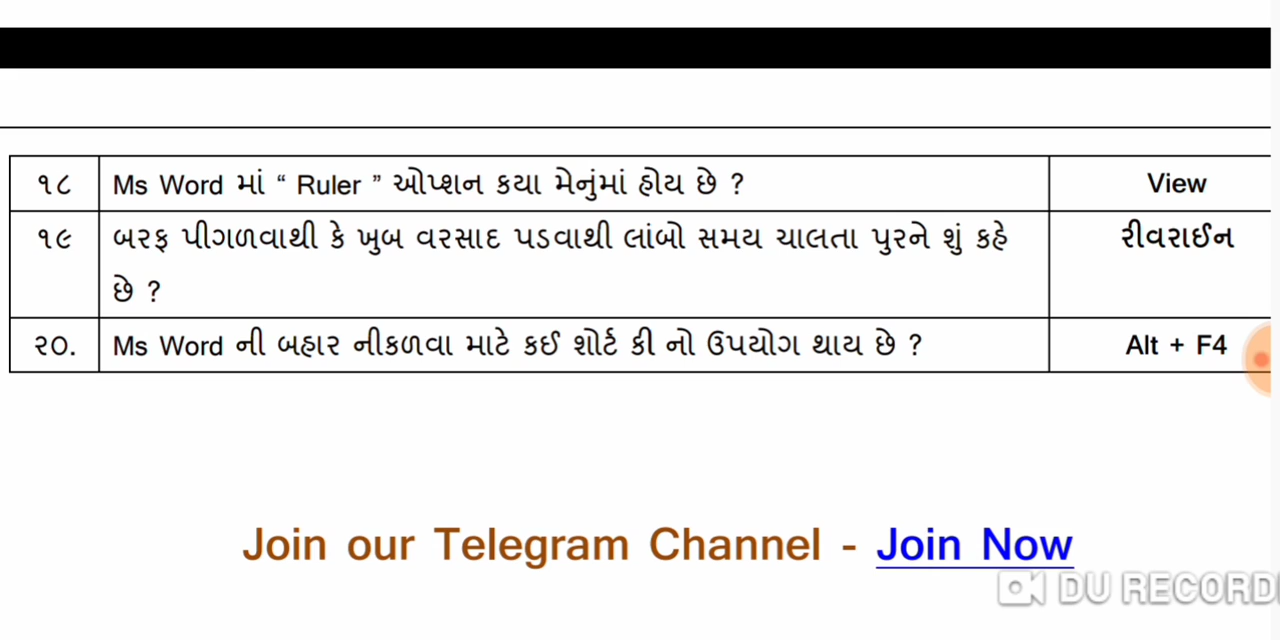 ૧૮ Ms Word માં “ Ruler ” ઓપ્શન કયા મેનુંમાં હોય છે ? View
૧૯ બરફ પીગળવાથી કે ખુબ વરસાદ પડવાથી લાંબો સમય ચાલતા પુરને શું કહે રીવરાઈન
છે ?
૨૦. Ms Word ની બહાર નીકળવા માટે કઈ શોર્ટ કી નો ઉપયોગ થાય છે ? Alt + F4
Join our Telegram Channel - Join Now
DU RECORD